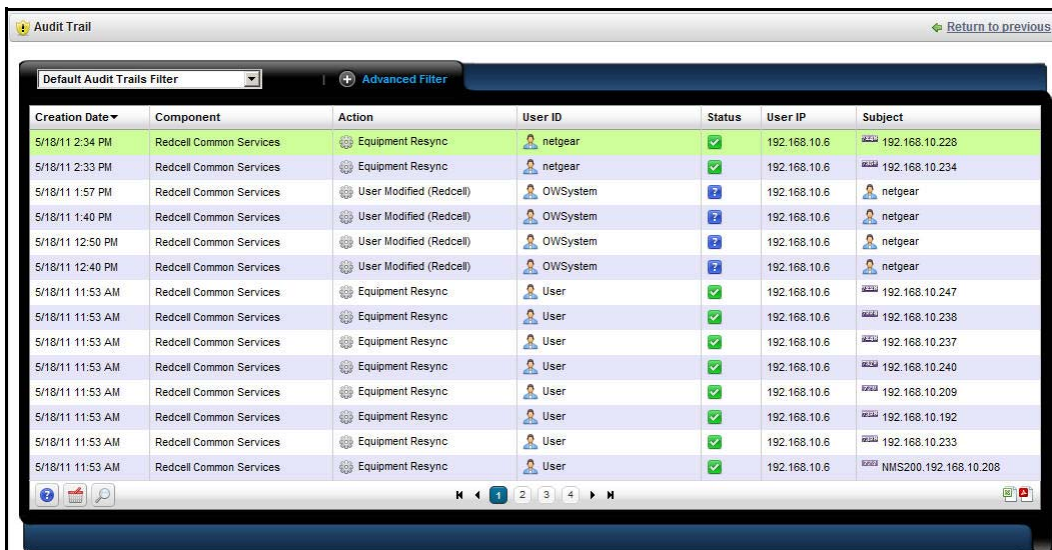 Audit Trail
Return to previous
Default Audit Trails Filter | Advanced Filter
Creation Date Component Action User ID Status User IP Subject
5/18/11 2:34 PM Redcell Common Services Equipment Resync netgear 192.168.10.6 192.168.10.228
5/18/11 2:33 PM Redcell Common Services Equipment Resync netgear 192.168.10.6 192.168.10.234
5/18/11 1:57 PM Redcell Common Services User Modified (Redcell) OWSystem ? 192.168.10.6 netgear
5/18/11 1:40 PM Redcell Common Services User Modified (Redcell) OWSystem ? 192.168.10.6 netgear
5/18/11 12:50 PM Redcell Common Services User Modified (Redcell) OWSystem ? 192.168.10.6 netgear
5/18/11 12:40 PM Redcell Common Services User Modified (Redcell) OWSystem ? 192.168.10.6 netgear
5/18/11 11:53 AM Redcell Common Services Equipment Resync User 192.168.10.6 192.168.10.247
5/18/11 11:53 AM Redcell Common Services Equipment Resync User 192.168.10.6 192.168.10.238
5/18/11 11:53 AM Redcell Common Services Equipment Resync User 192.168.10.6 192.168.10.237
5/18/11 11:53 AM Redcell Common Services Equipment Resync User 192.168.10.6 192.168.10.240
5/18/11 11:53 AM Redcell Common Services Equipment Resync User 192.168.10.6 192.168.10.209
5/18/11 11:53 AM Redcell Common Services Equipment Resync User 192.168.10.6 192.168.10.192
5/18/11 11:53 AM Redcell Common Services Equipment Resync User 192.168.10.6 192.168.10.233
5/18/11 11:53 AM Redcell Common Services Equipment Resync User 192.168.10.6 NMS200.192.168.10.208
? 1 2 3 4